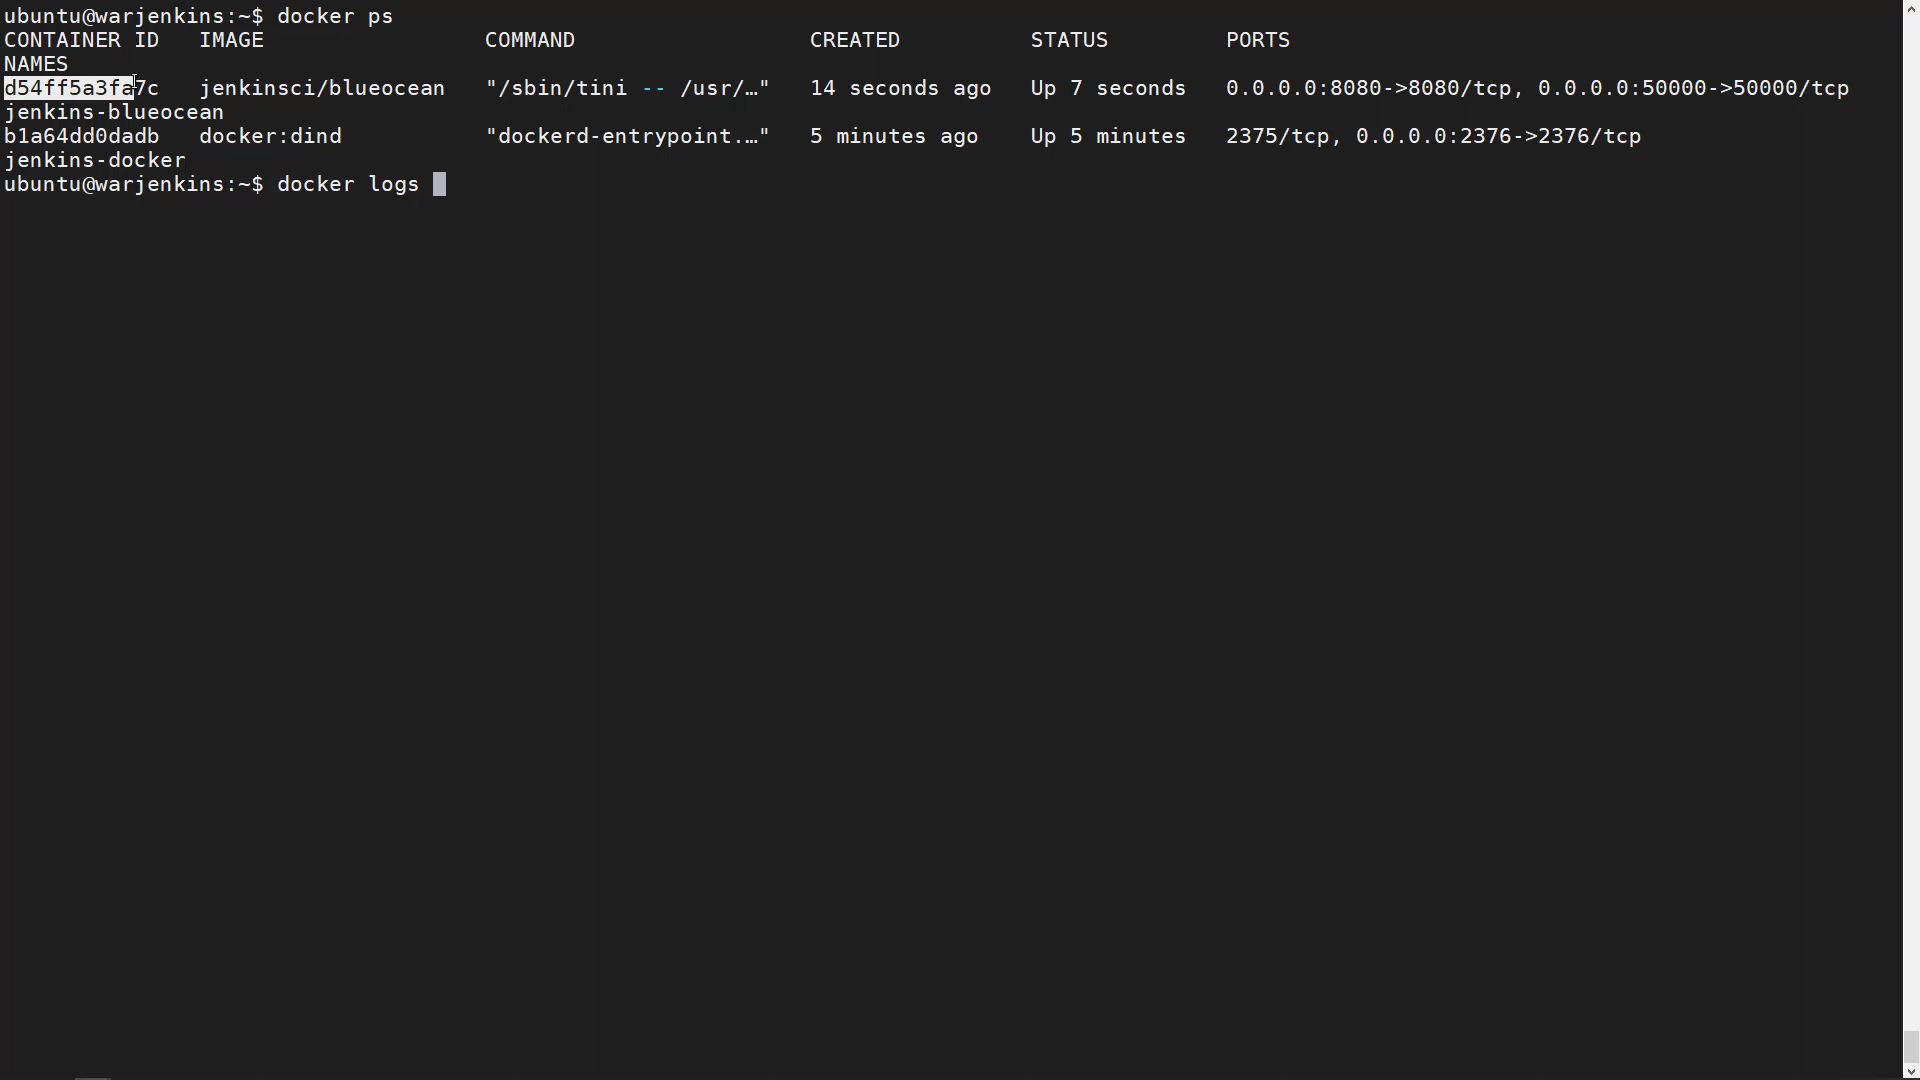 ubuntu@warjenkins:~$ docker ps
CONTAINER ID   IMAGE                 COMMAND                  CREATED          STATUS         PORTS
NAMES
d54ff5a3fa7c   jenkinsci/blueocean   "/sbin/tini -- /usr/…"   14 seconds ago   Up 7 seconds   0.0.0.0:8080->8080/tcp, 0.0.0.0:50000->50000/tcp
jenkins-blueocean
b1a64dd0dadb   docker:dind           "dockerd-entrypoint.…"   5 minutes ago    Up 5 minutes   2375/tcp, 0.0.0.0:2376->2376/tcp
jenkins-docker
ubuntu@warjenkins:~$ docker logs